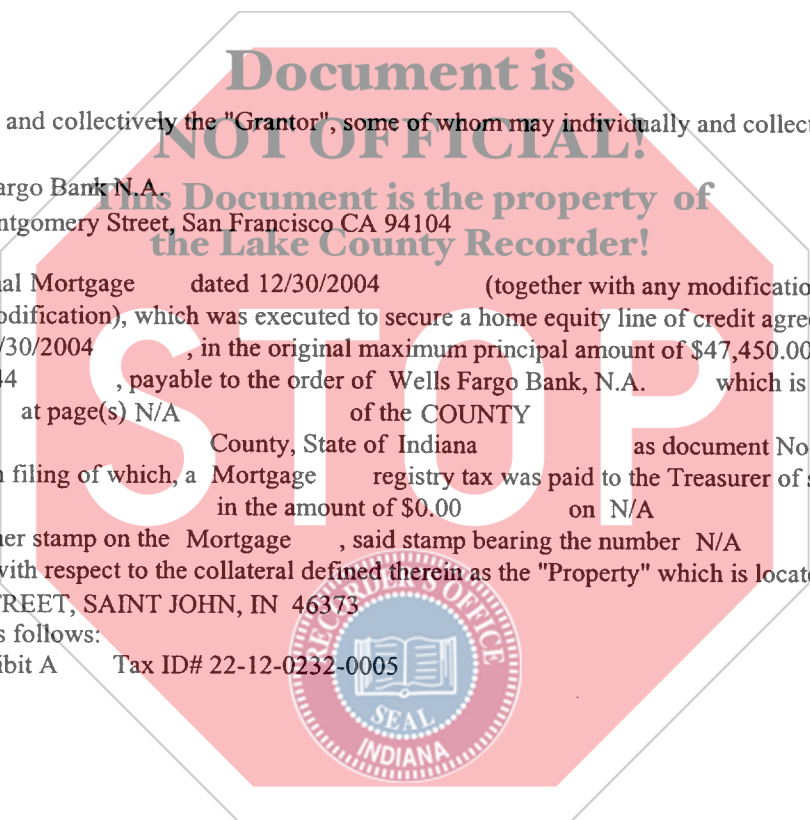 Document is
and collectively the "Grantor", some of whom may individually and collect
NOT OFFICIAL!
argo Bank N.A.
This Document is the property of
ntgomery Street, San Francisco CA 94104
the Lake County Recorder!
al Mortgage dated 12/30/2004 (together with any modificatio
odification), which was executed to secure a home equity line of credit agre
/30/2004 , in the original maximum principal amount of $47,450.00
44 , payable to the order of Wells Fargo Bank, N.A. which is
at page(s) N/A of the COUNTY
County, State of Indiana as document No
n filing of which, a Mortgage registry tax was paid to the Treasurer of s
in the amount of $0.00 on N/A
ner stamp on the Mortgage , said stamp bearing the number N/A
with respect to the collateral defined therein as the "Property" which is locate
TREET, SAINT JOHN, IN 46373
s follows:
ibit A Tax ID# 22-12-0232-0005
STOP
RECORDER'S OFFICE
SEAL
INDIANA